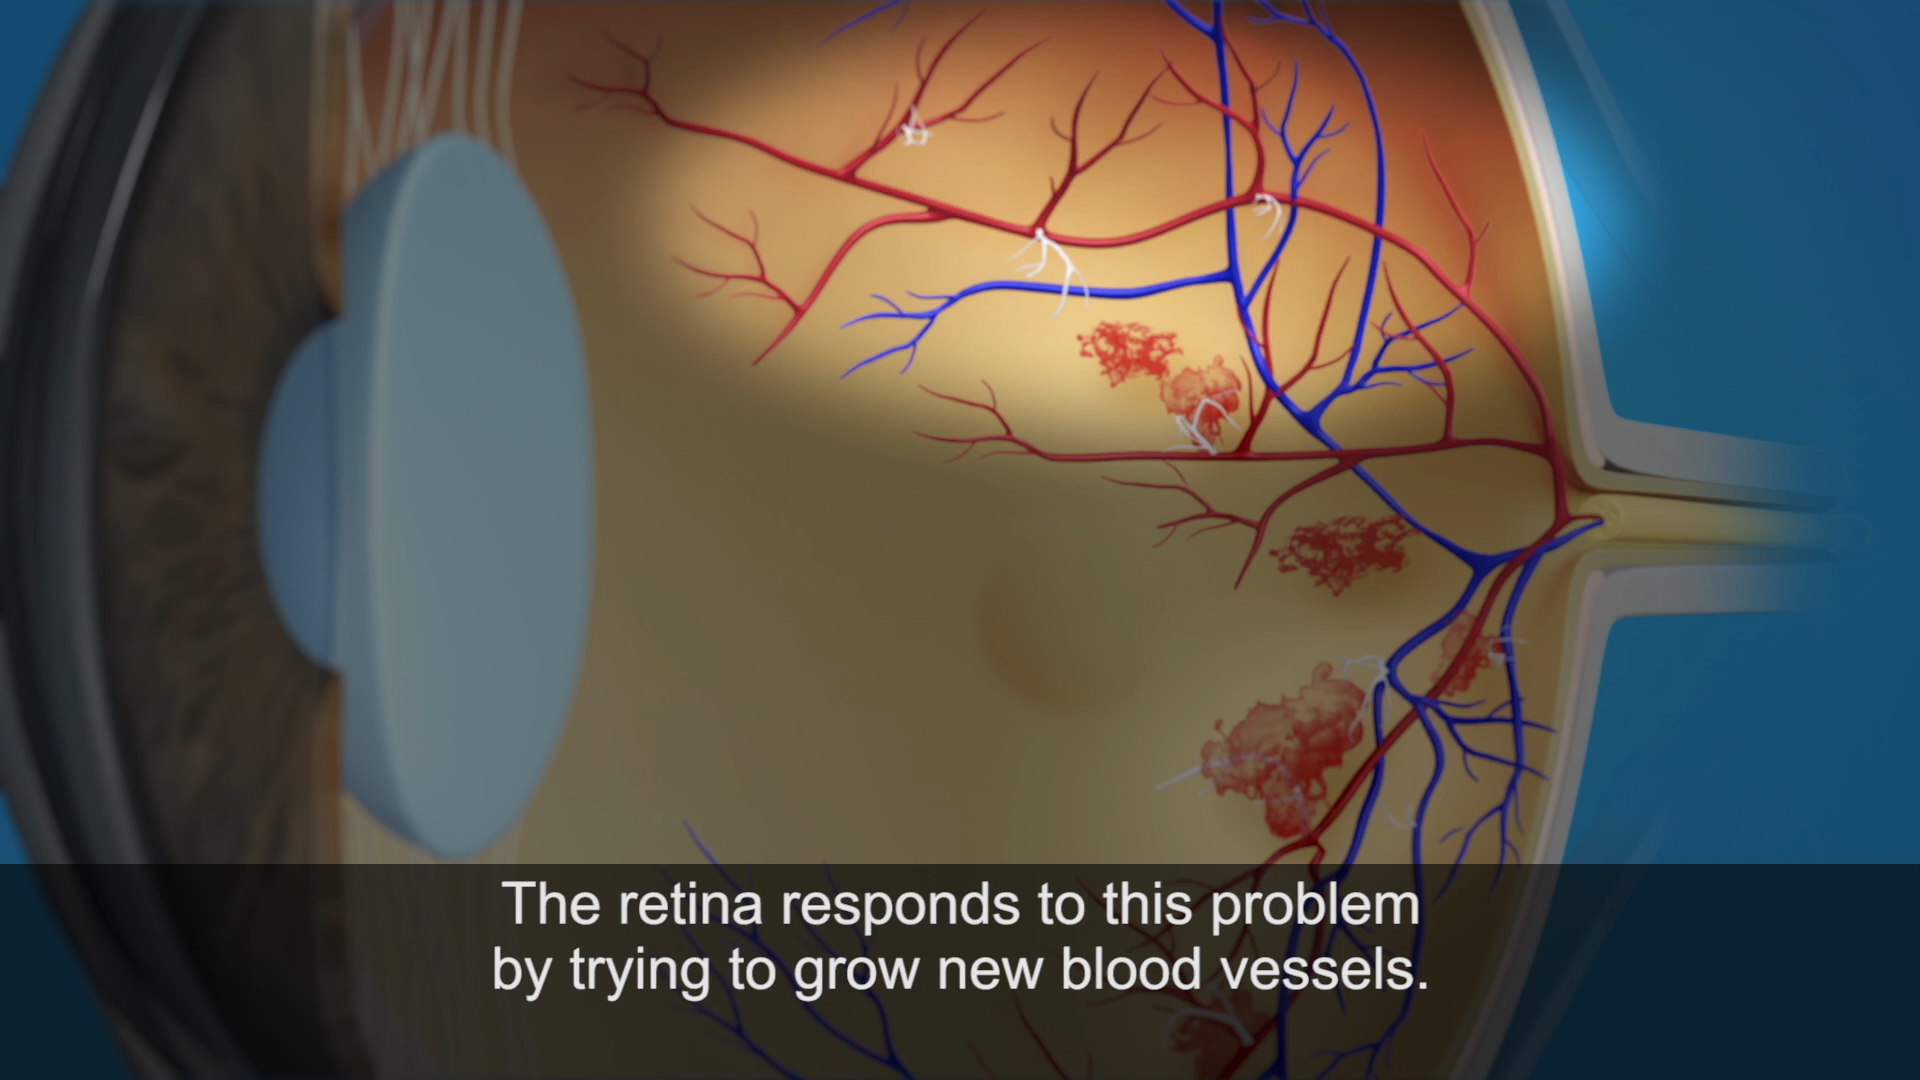 The retina responds to this problem
by trying to grow new blood vessels.